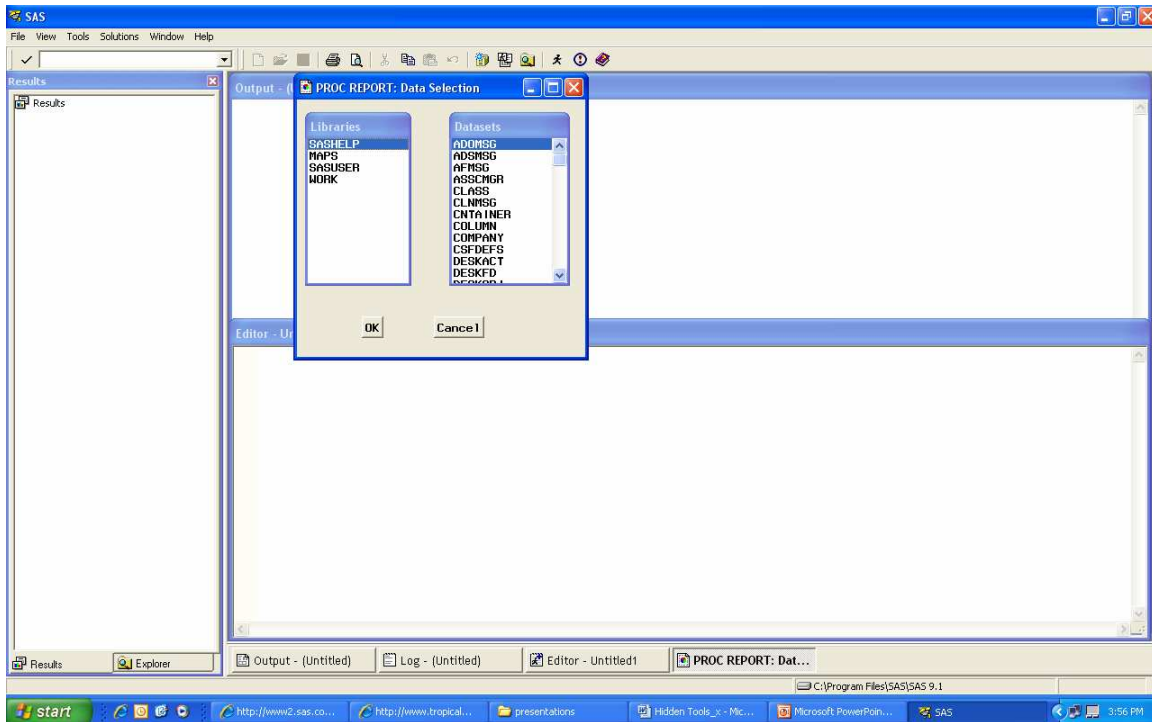 SAS
File View Tools Solutions Window Help
Results
Results
Output - (
PROC REPORT: Data Selection
Libraries
SASHELP
MAPS
SASUSER
WORK
Datasets
ADOMSG
ADSMSG
AFMSG
ASSCMGR
CLASS
CLNMSG
CNTAINER
COLUMN
COMPANY
CSFDEFS
DESKACT
DESKFD
OK
Cancel
Editor - Un
Results
Explorer
Output - (Untitled)
Log - (Untitled)
Editor - Untitled1
PROC REPORT: Dat...
C:\Program Files\SAS\SAS 9.1
start
http://www2.sas.co...
http://www.tropical...
presentations
Hidden Tools_x - Mic...
Microsoft PowerPoin...
SAS
3:56 PM